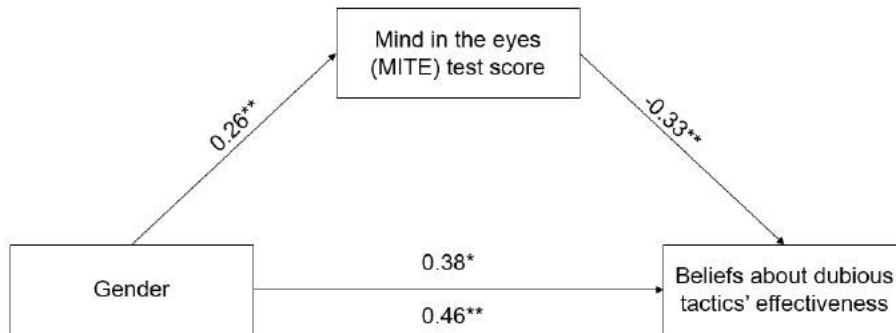 Mind in the eyes
(MITE) test score
0.26**
-0.33**
Gender
0.38*
0.46**
Beliefs about dubious
tactics' effectiveness